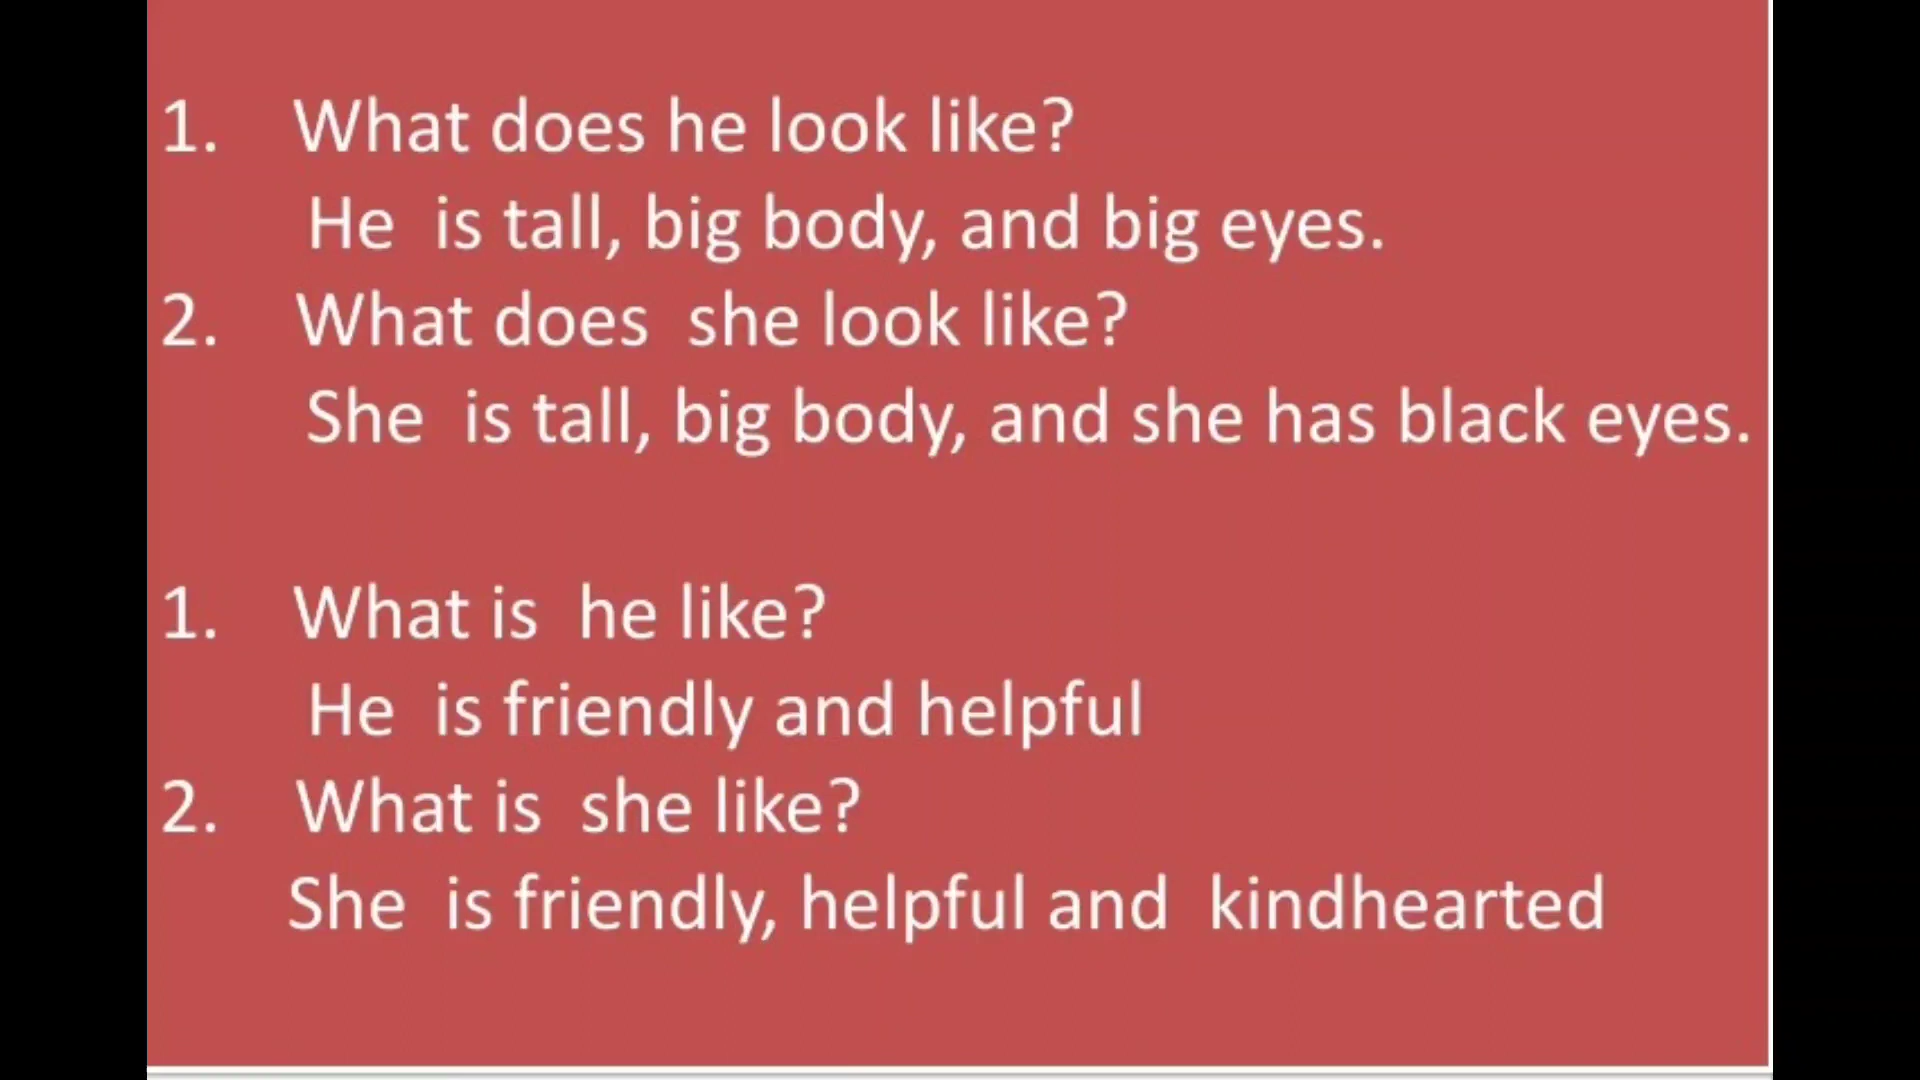 1. What does he look like?
He is tall, big body, and big eyes.
2. What does she look like?
She is tall, big body, and she has black eyes.
1. What is he like?
He is friendly and helpful
2. What is she like?
She is friendly, helpful and kindhearted